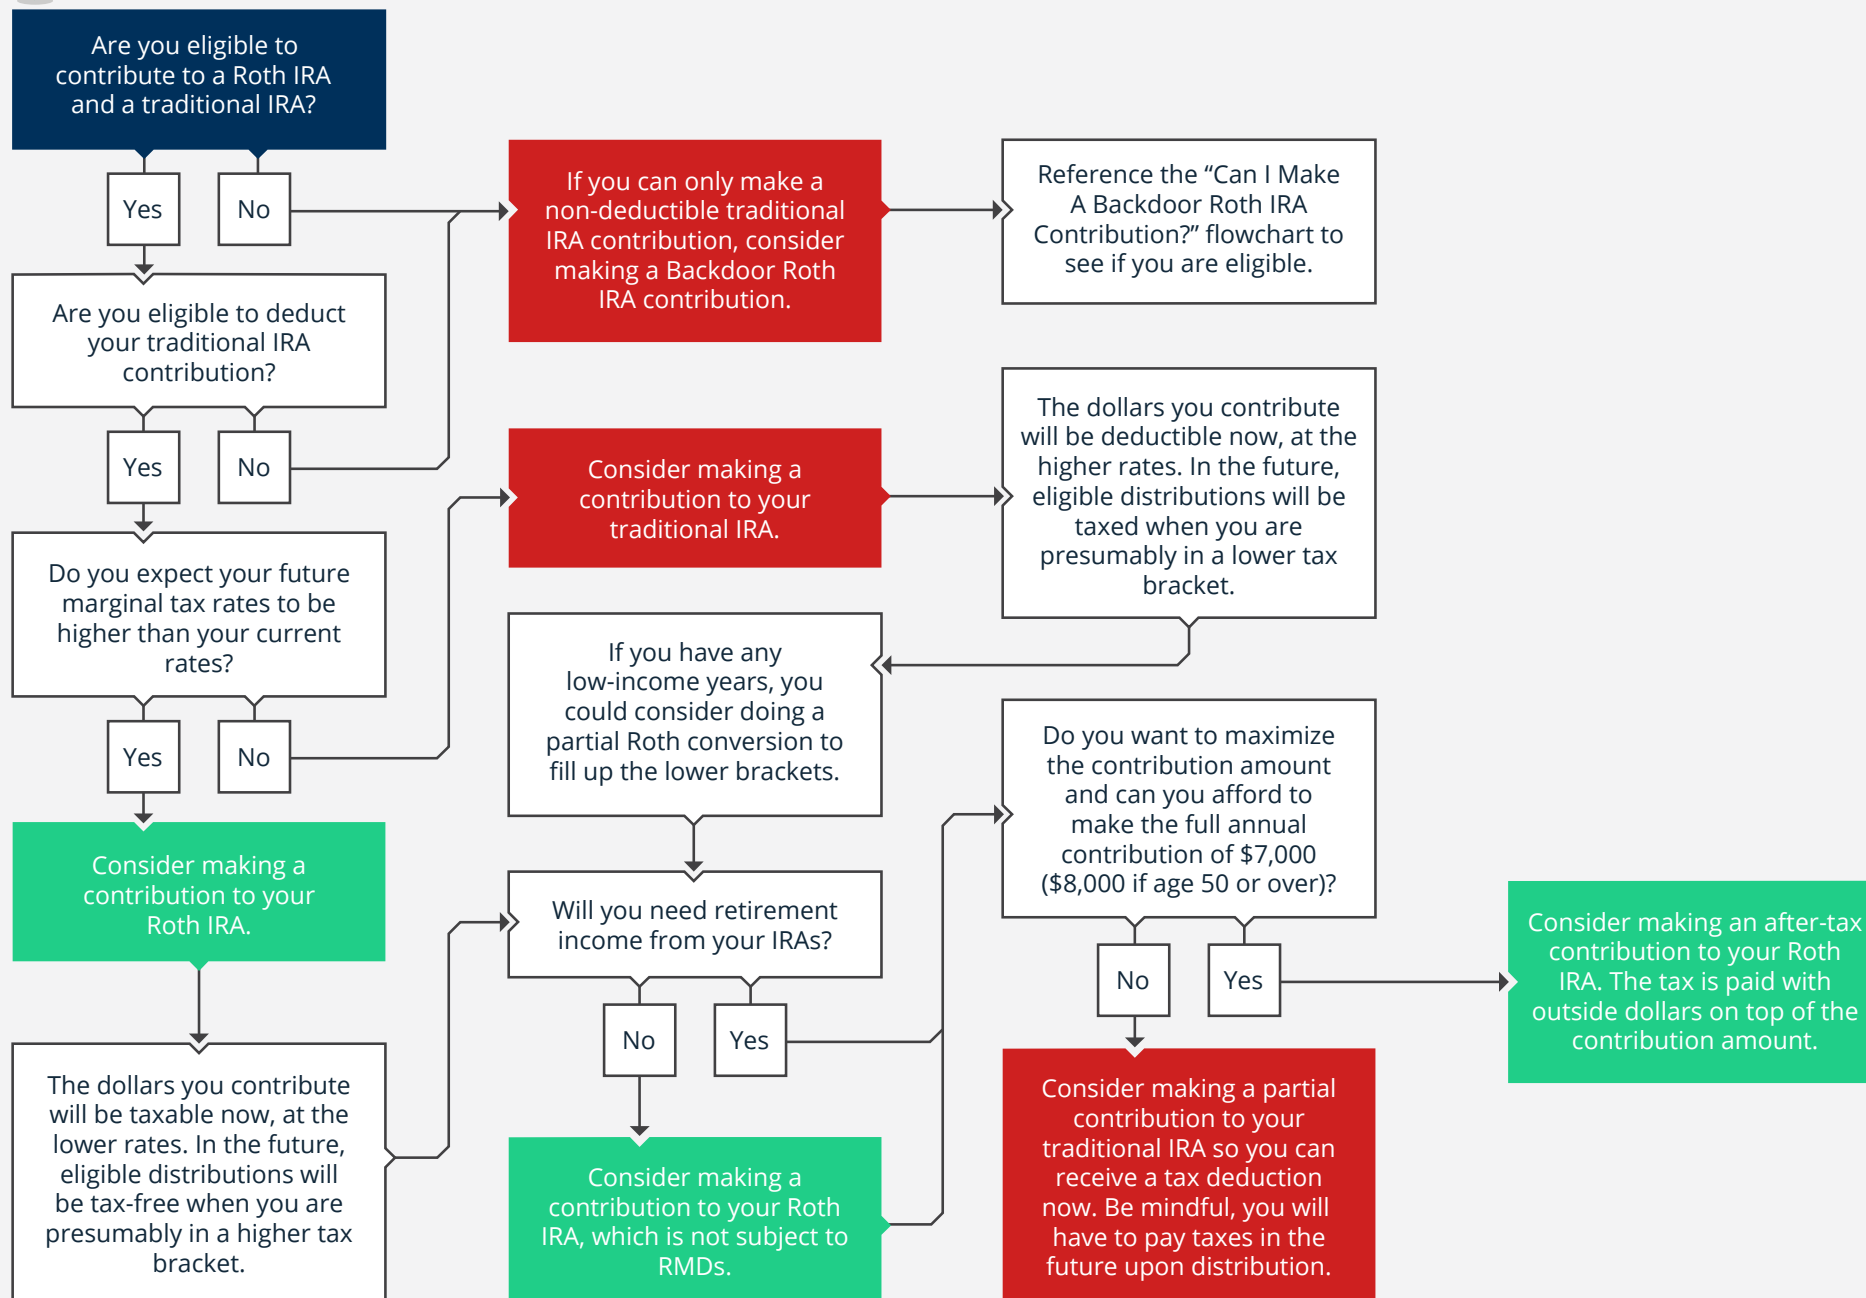 Are you eligible to
contribute to a Roth IRA
and a traditional IRA?
Yes
No
If you can only make a
non-deductible traditional
IRA contribution, consider
making a Backdoor Roth
IRA contribution.
Reference the “Can I Make
A Backdoor Roth IRA
Contribution?” flowchart to
see if you are eligible.
Are you eligible to deduct
your traditional IRA
contribution?
Yes
No
Consider making a
contribution to your
traditional IRA.
The dollars you contribute
will be deductible now, at the
higher rates. In the future,
eligible distributions will be
taxed when you are
presumably in a lower tax
bracket.
Do you expect your future
marginal tax rates to be
higher than your current
rates?
Yes
No
If you have any
low-income years, you
could consider doing a
partial Roth conversion to
fill up the lower brackets.
Do you want to maximize
the contribution amount
and can you afford to
make the full annual
contribution of $7,000
($8,000 if age 50 or over)?
Consider making a
contribution to your
Roth IRA.
Will you need retirement
income from your IRAs?
No
Yes
No
Yes
Consider making an after-tax
contribution to your Roth
IRA. The tax is paid with
outside dollars on top of the
contribution amount.
The dollars you contribute
will be taxable now, at the
lower rates. In the future,
eligible distributions will
be tax-free when you are
presumably in a higher tax
bracket.
Consider making a
contribution to your Roth
IRA, which is not subject to
RMDs.
Consider making a partial
contribution to your
traditional IRA so you can
receive a tax deduction
now. Be mindful, you will
have to pay taxes in the
future upon distribution.